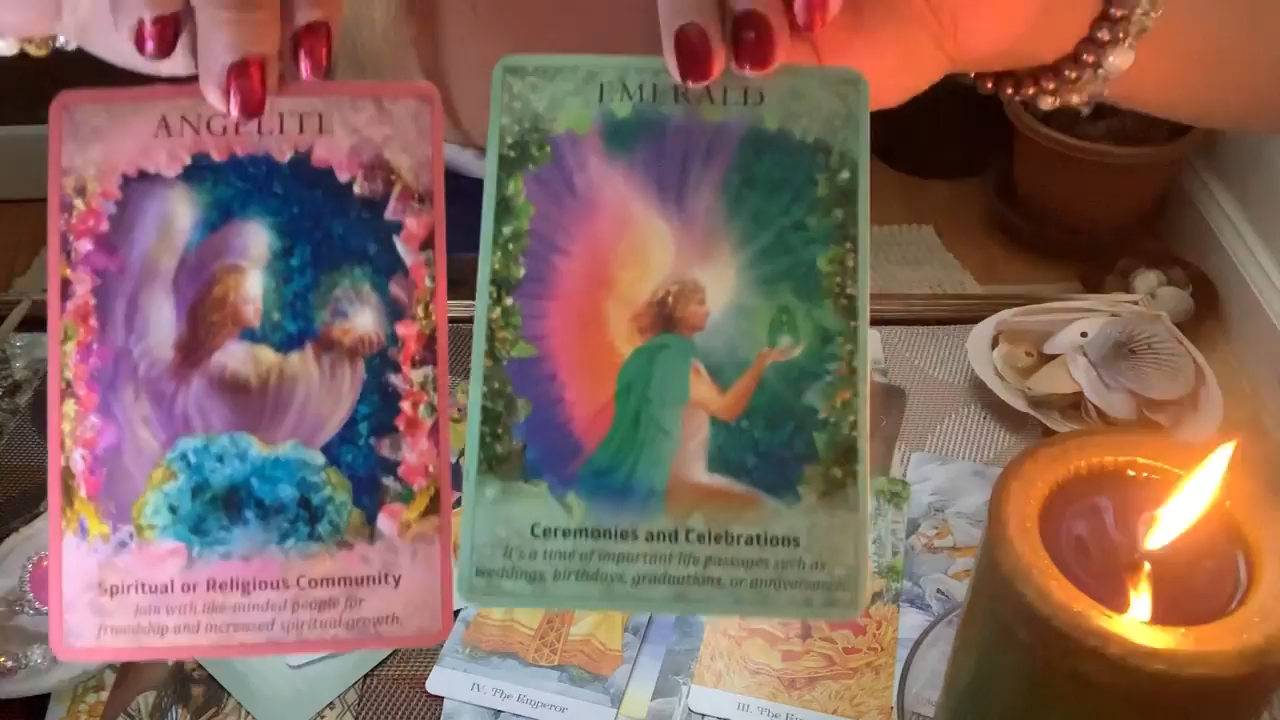 ANGELITE
Spiritual or Religious Community
Join with like-minded people for
friendship and increased spiritual growth.
EMERALD
Ceremonies and Celebrations
It's a time of important life passages such as
weddings, birthdays, graduations, or anniversaries.
IV. The Emperor
III. The